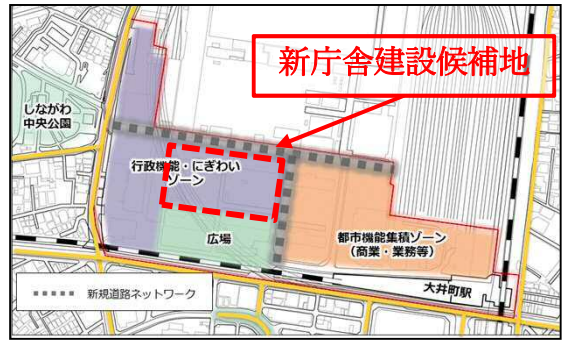 新庁舎建設候補地
しながわ
中央公園
行政機能・にぎわい
ゾーン
広場
都市機能集積ゾーン
（商業・業務等）
大井町駅
新規道路ネットワーク